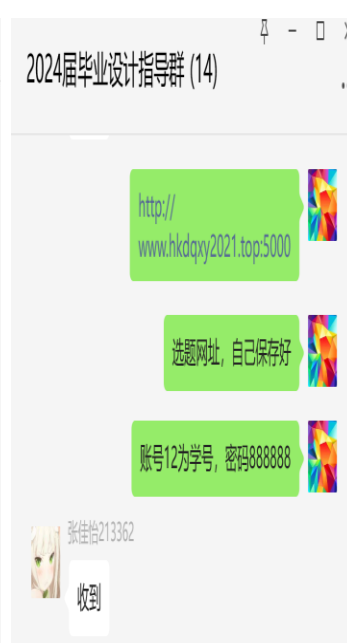 2024届毕业设计指导群 (14)
http://
www.hkdqxy2021.top:5000
选题网址，自己保存好
账号12为学号，密码888888
张佳怡213362
收到